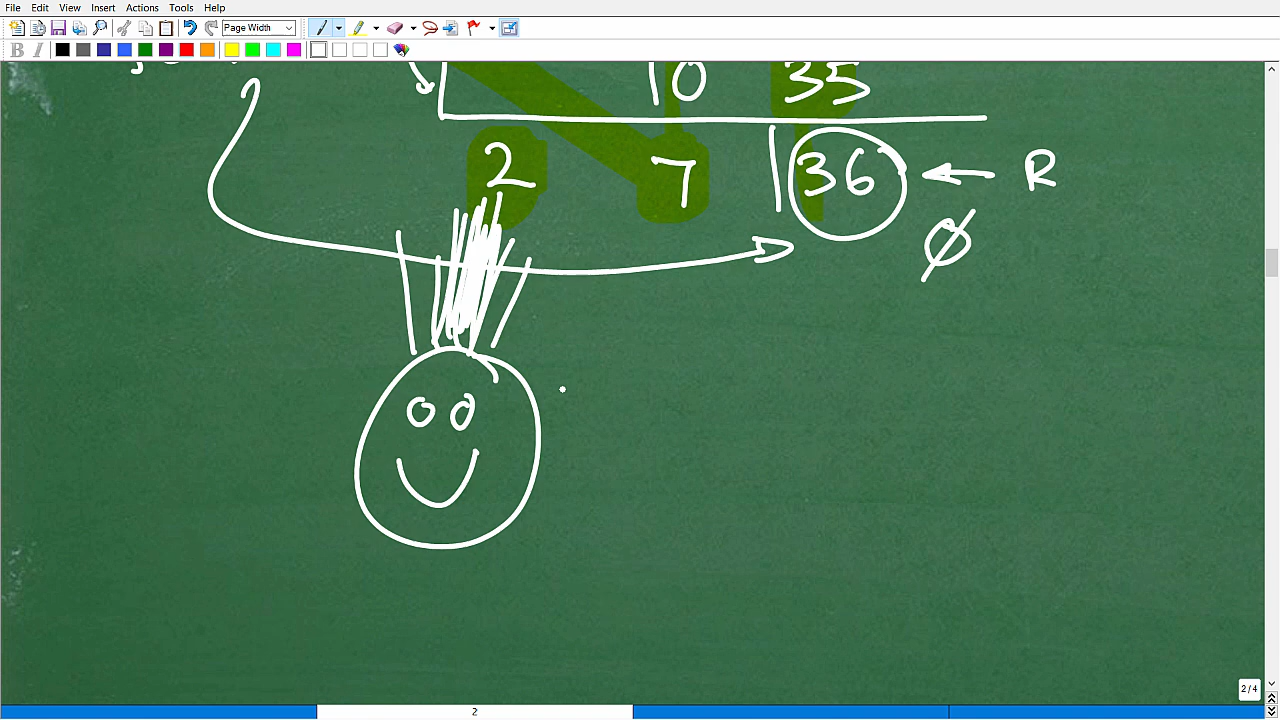 File Edit View Insert Actions Tools Help
Page Width
B I
10 35
2 7 36 ← R
∅
2 / 4
2